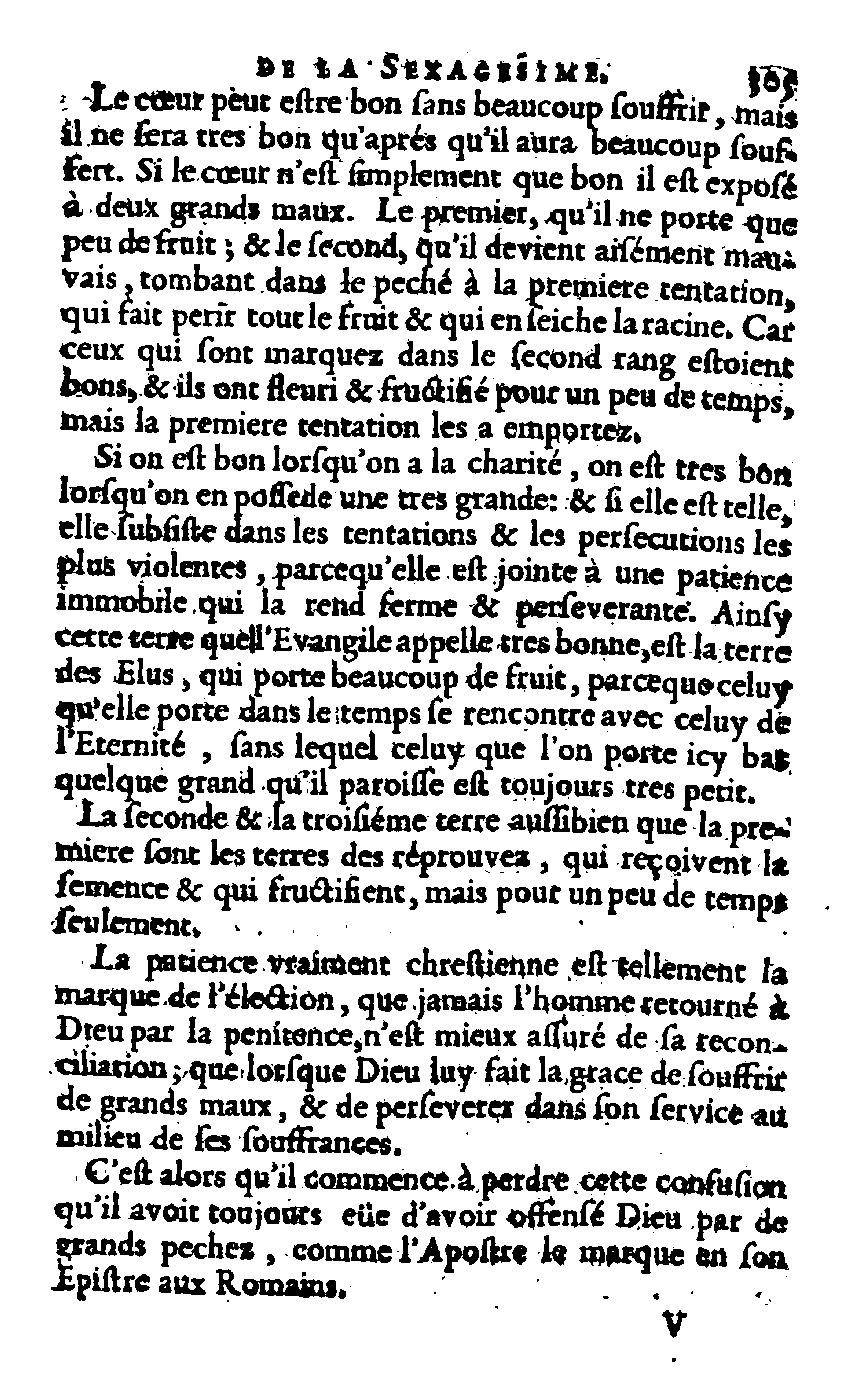 DE LA SEXAGESIME. 305
Le cœur peut eſtre bon ſans beaucoup ſouffrir, mais
il ne ſera tres bon qu'aprés qu'il aura beaucoup ſouf-
fert. Si le cœur n'eſt ſimplement que bon il eſt expoſé
à deux grands maux. Le premier, qu'il ne porte que
peu de fruit ; & le ſecond, qu'il devient aiſément mau-
vais, tombant dans le peché à la premiere tentation,
qui fait perir tout le fruit & qui en ſeiche la racine. Car
ceux qui ſont marquez dans le ſecond rang eſtoient
bons, & ils ont fleuri & fructifié pour un peu de temps,
mais la premiere tentation les a emportez.
Si on eſt bon lorſqu'on a la charité, on eſt tres bon
lorſqu'on en poſſede une tres grande: & ſi elle eſt telle,
elle ſubſiſte dans les tentations & les perſecutions les
plus violentes, parcequ'elle eſt jointe à une patience
immobile qui la rend ferme & perſeverante. Ainſy
cette terre que l'Evangile appelle tres bonne, eſt la terre
des Elus, qui porte beaucoup de fruit, parceque celuy
qu'elle porte dans le temps ſe rencontre avec celuy de
l'Eternité, ſans lequel celuy que l'on porte icy bas
quelque grand qu'il paroiſſe eſt toujours tres petit.
La ſeconde & la troiſiéme terre auſſibien que la pre-
miere ſont les terres des réprouvez, qui reçoivent la
ſemence & qui fructifient, mais pour un peu de temps
ſeulement.
La patience vraiment chreſtienne eſt tellement la
marque de l'élection, que jamais l'homme retourné à
Dieu par la penitence, n'eſt mieux aſſuré de ſa recon-
ciliation ; que lorſque Dieu luy fait la grace de ſouffrir
de grands maux, & de perſeverer dans ſon ſervice au
milieu de ſes ſouffrances.
C'eſt alors qu'il commence à perdre cette confuſion
qu'il avoit toujours eüe d'avoir offenſé Dieu par de
grands pechez, comme l'Apoſtre le marque en ſon
Epiſtre aux Romains.
V